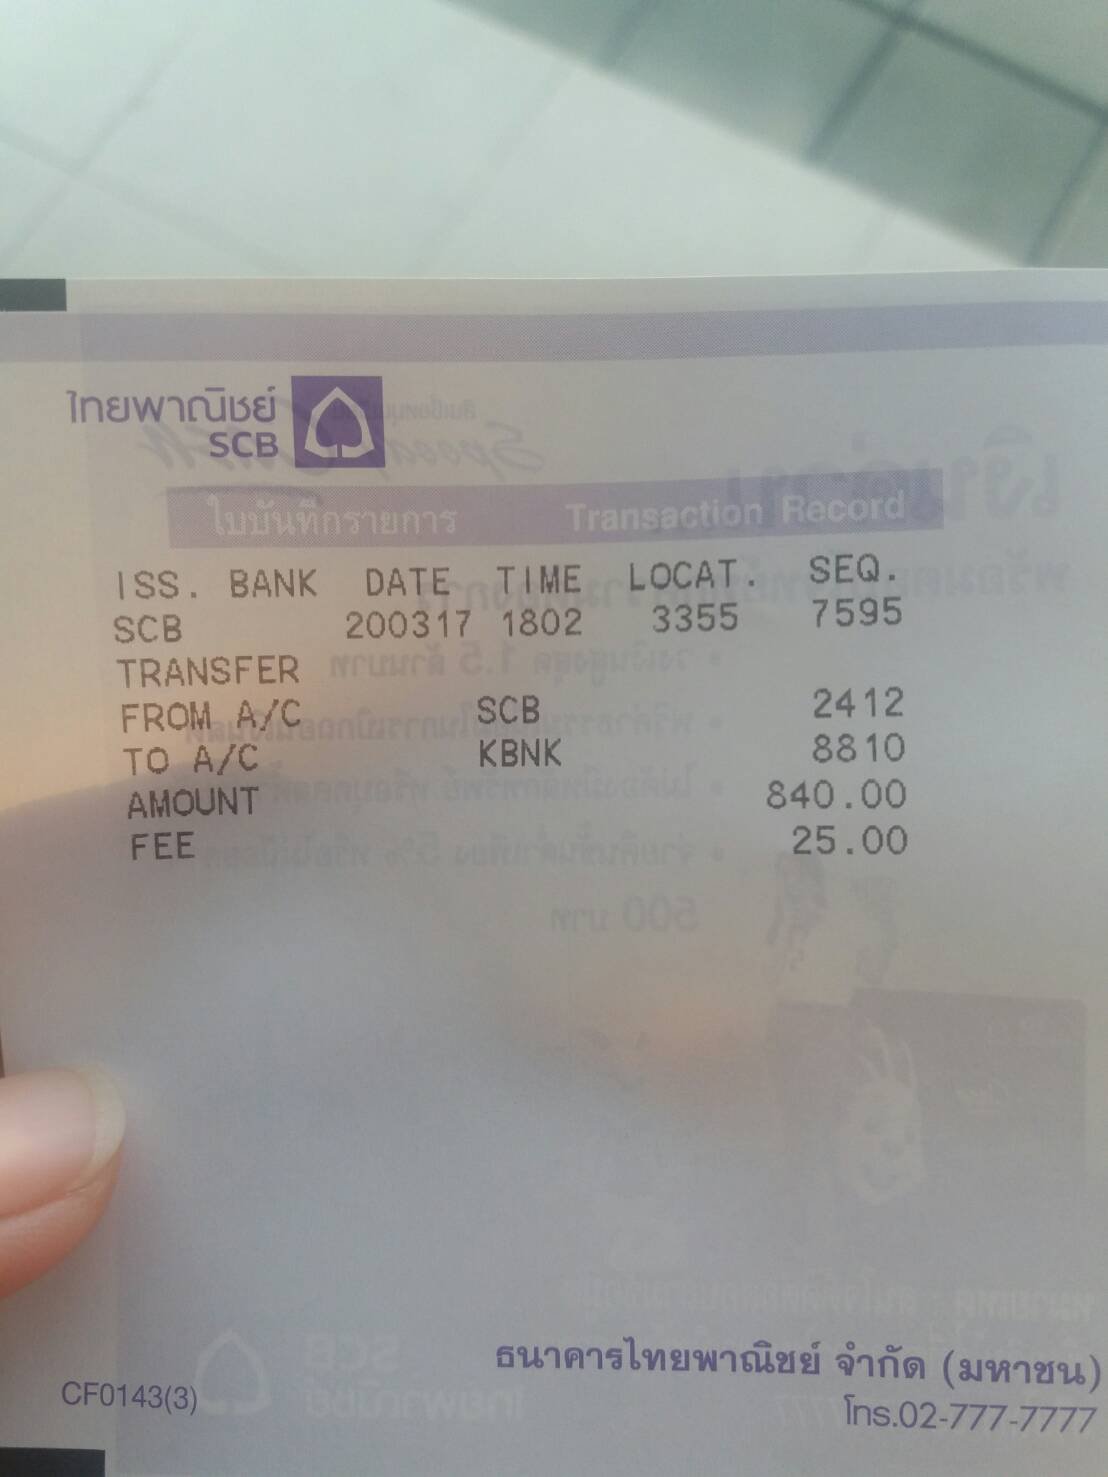 ไทยพาณิชย์
SCB
ใบบันทึกรายการ Transaction Record
ISS. BANK DATE TIME LOCAT. SEQ.
SCB 200317 1802 3355 7595
TRANSFER
FROM A/C SCB 2412
TO A/C KBNK 8810
AMOUNT 840.00
FEE 25.00
500 บาท
ธนาคารไทยพาณิชย์ จำกัด (มหาชน)
CF0143(3)
โทร.02-777-7777